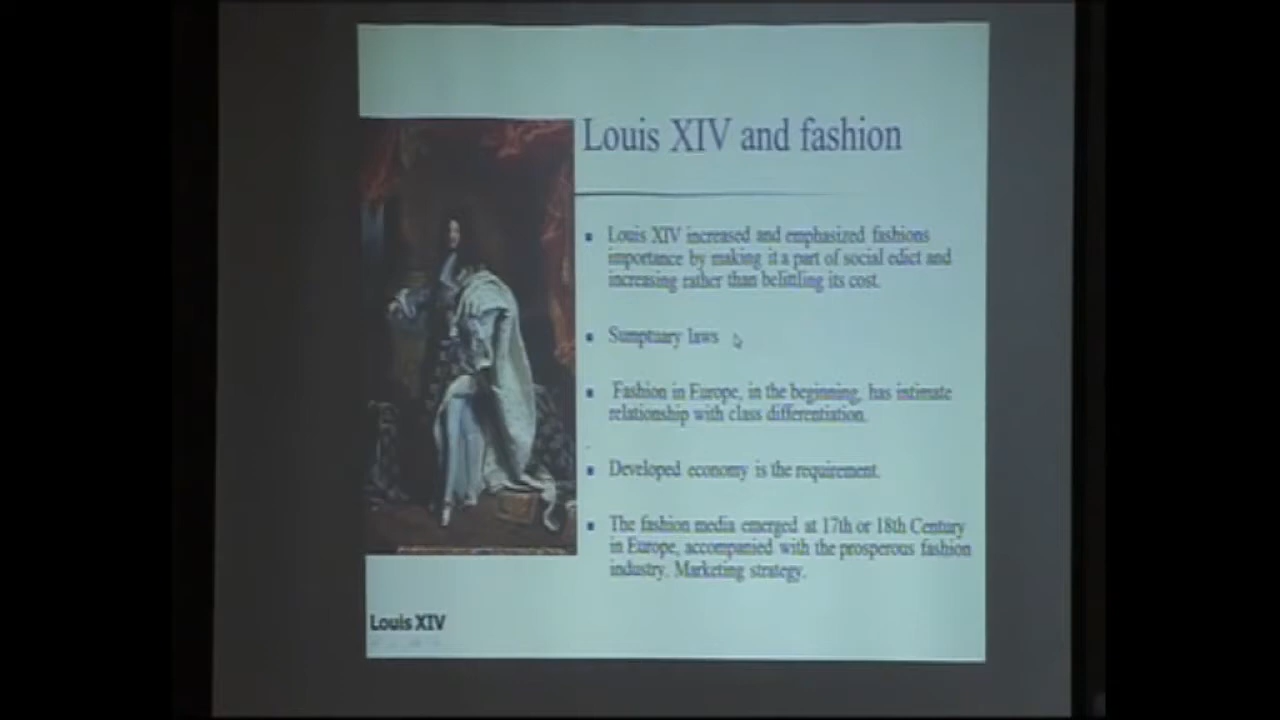 Louis XIV and fashion
Louis XIV increased and emphasized fashions
importance by making it a part of social edict and
increasing rather than belittling its cost.
Sumptuary laws
Fashion in Europe, in the beginning, has intimate
relationship with class differentiation.
Developed economy is the requirement.
The fashion media emerged at 17th or 18th Century
in Europe, accompanied with the prosperous fashion
industry. Marketing strategy.
Louis XIV